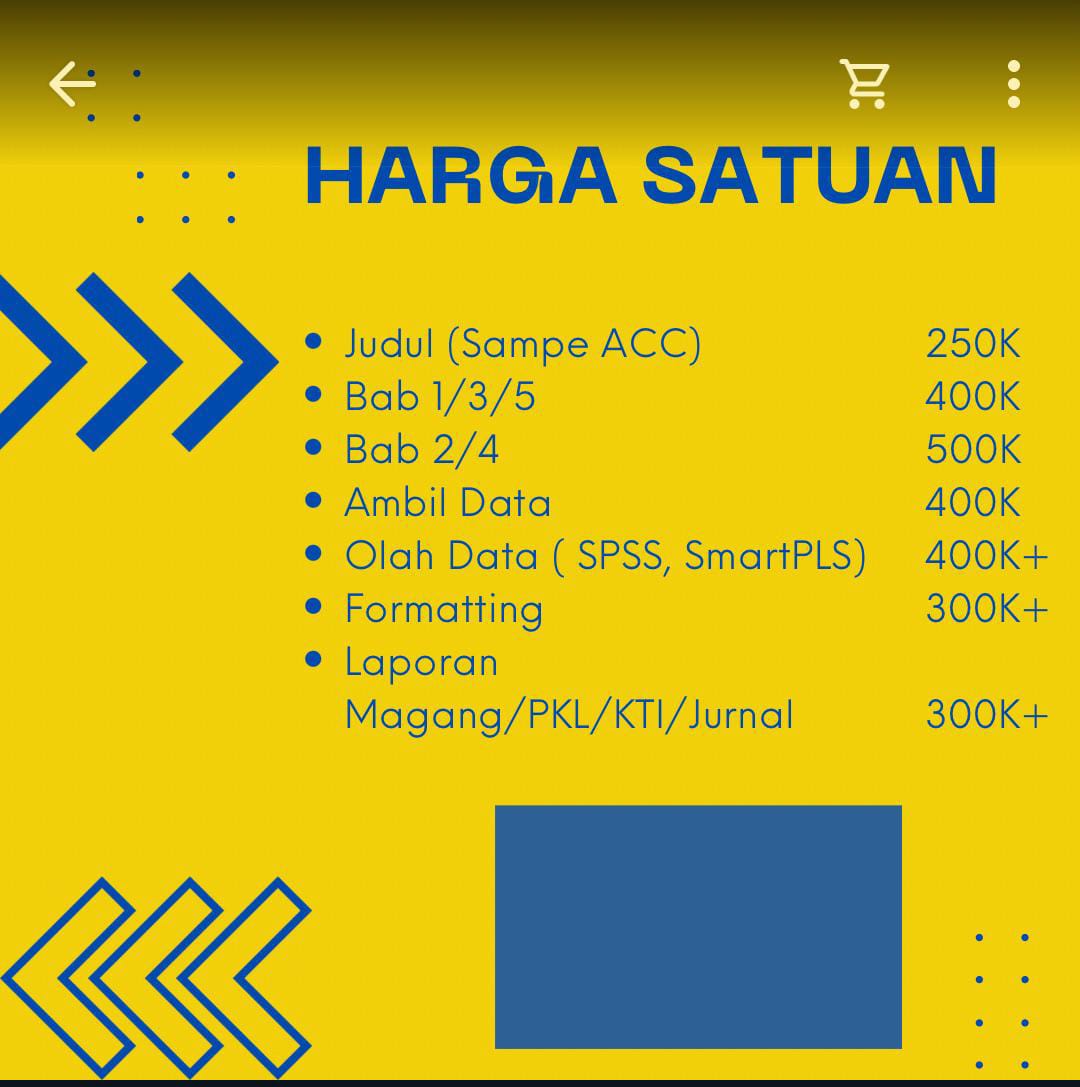 HARGA SATUAN
Judul (Sampe ACC) 250K
Bab 1/3/5 400K
Bab 2/4 500K
Ambil Data 400K
Olah Data ( SPSS, SmartPLS) 400K+
Formatting 300K+
Laporan
Magang/PKL/KTI/Jurnal 300K+